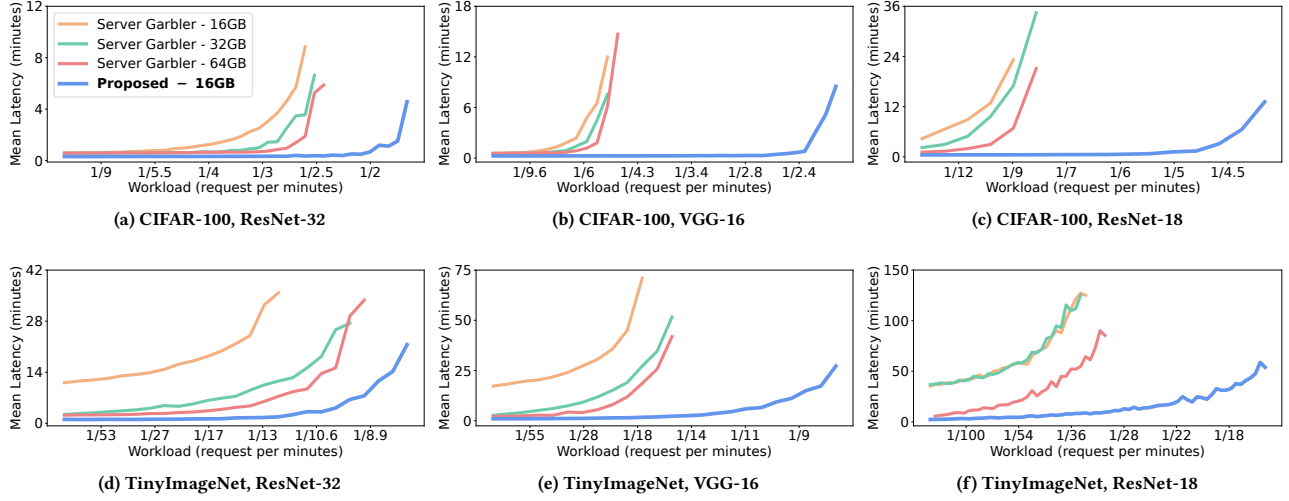 12
8
4
0
Mean Latency (minutes)
Server Garbler - 16GB
Server Garbler - 32GB
Server Garbler - 64GB
Proposed − 16GB
1/9 1/5.5 1/4 1/3 1/2.5 1/2
Workload (request per minutes)
(a) CIFAR-100, ResNet-32
18
12
6
0
Mean Latency (minutes)
1/9.6 1/6 1/4.3 1/3.4 1/2.8 1/2.4
Workload (request per minutes)
(b) CIFAR-100, VGG-16
36
24
12
0
Mean Latency (minutes)
1/12 1/9 1/7 1/6 1/5 1/4.5
Workload (request per minutes)
(c) CIFAR-100, ResNet-18
42
28
14
0
Mean Latency (minutes)
1/53 1/27 1/17 1/13 1/10.6 1/8.9
Workload (request per minutes)
(d) TinyImageNet, ResNet-32
75
50
25
0
Mean Latency (minutes)
1/55 1/28 1/18 1/14 1/11 1/9
Workload (request per minutes)
(e) TinyImageNet, VGG-16
150
100
50
0
Mean Latency (minutes)
1/100 1/54 1/36 1/28 1/22 1/18
Workload (request per minutes)
(f) TinyImageNet, ResNet-18